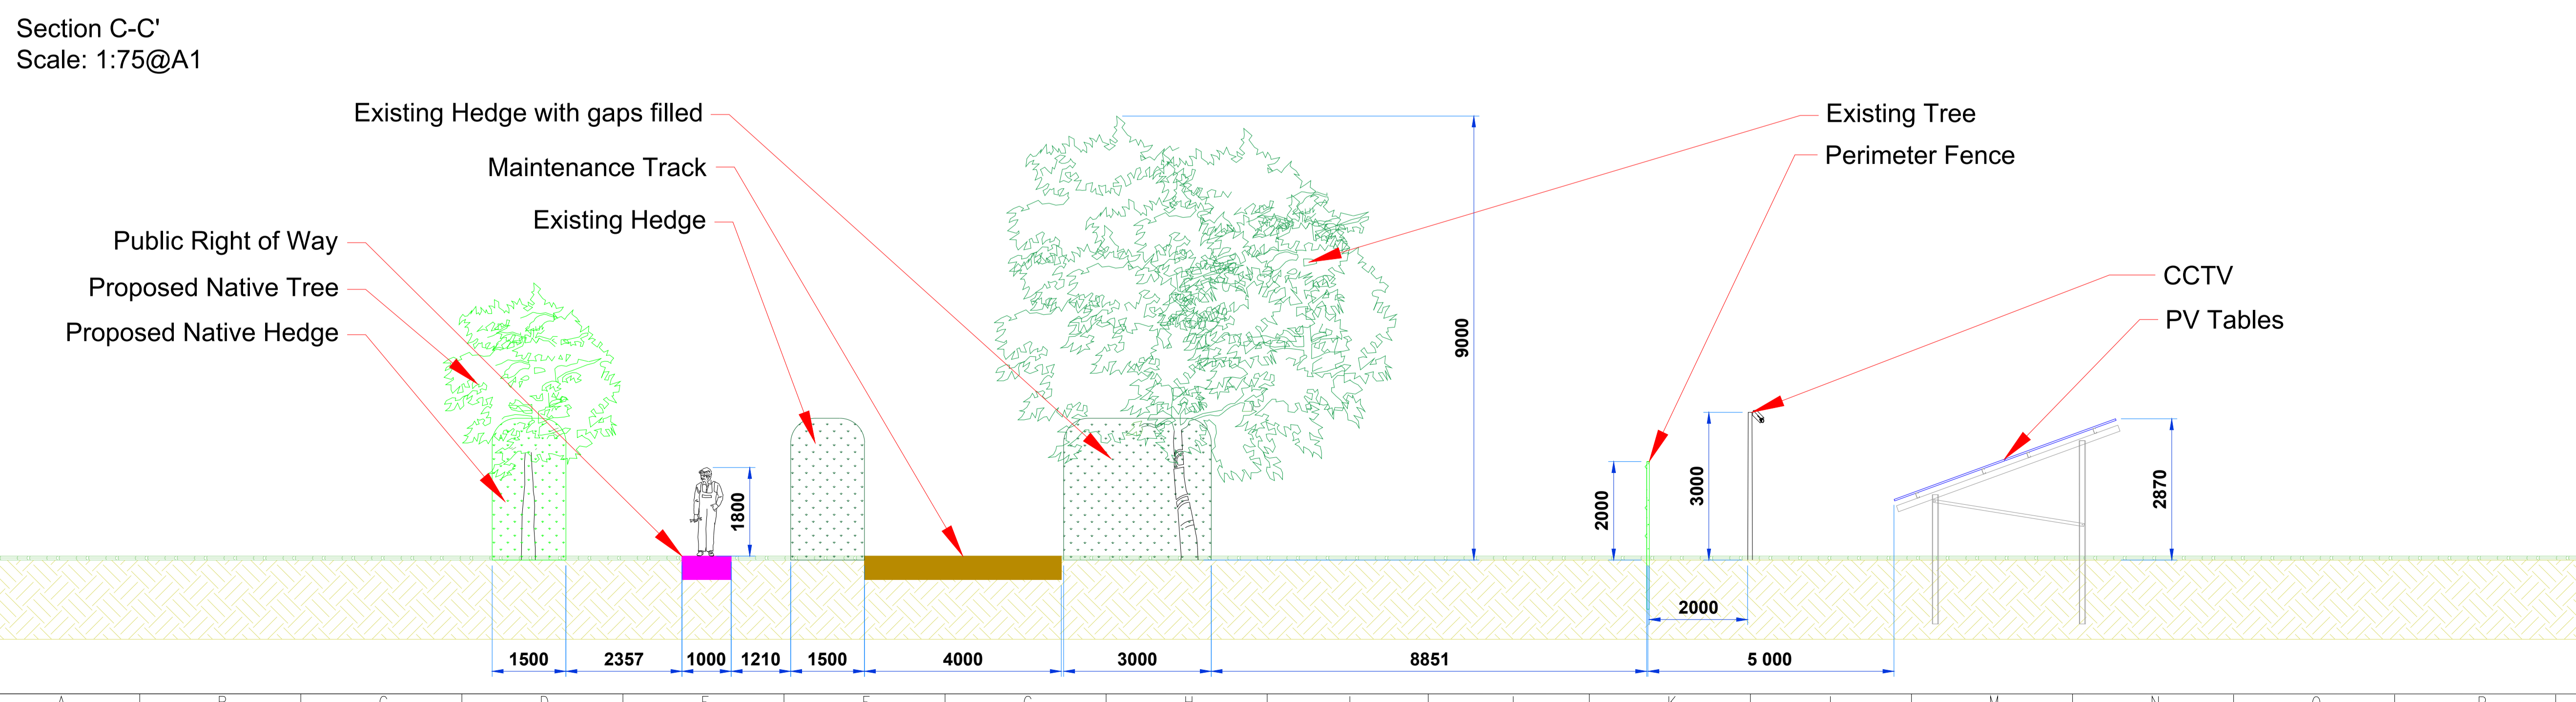 Section C-C'
Scale: 1:75@A1
Existing Hedge with gaps filled
Maintenance Track
Existing Hedge
Public Right of Way
Proposed Native Tree
Proposed Native Hedge
Existing Tree
Perimeter Fence
CCTV
PV Tables
9000
1800
2000
3000
2870
2000
1500
2357
1000
1210
1500
4000
3000
8851
5 000